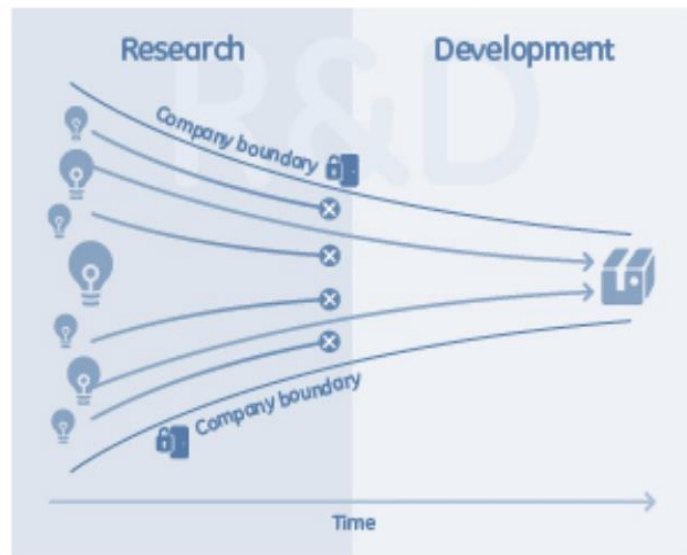 Research
Development
R&D
Company boundary
Company boundary
Time